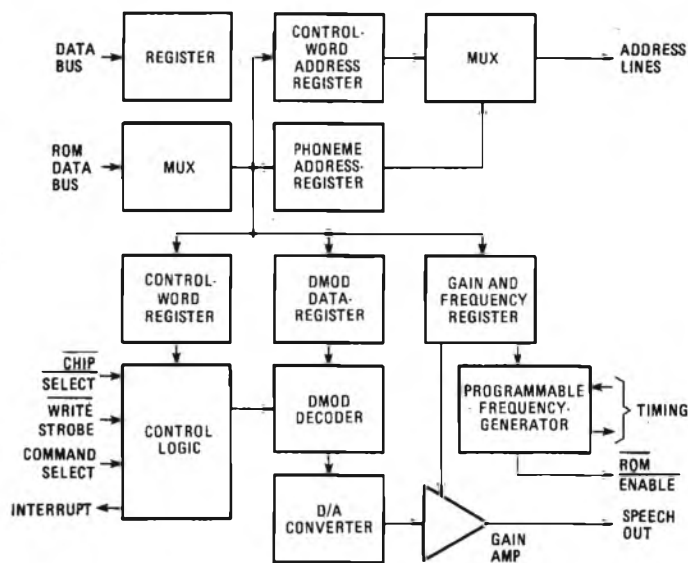 DATA
BUS
REGISTER
CONTROL-
WORD
ADDRESS
REGISTER
MUX
ADDRESS
LINES
ROM
DATA
BUS
MUX
PHONEME
ADDRESS-
REGISTER
CONTROL-
WORD
REGISTER
DMOD
DATA-
REGISTER
GAIN AND
FREQUENCY
REGISTER
CHIP
SELECT
WRITE
STROBE
COMMAND
SELECT
INTERRUPT
CONTROL
LOGIC
DMOD
DECODER
PROGRAMMABLE
FREQUENCY-
GENERATOR
TIMING
ROM
ENABLE
D/A
CONVERTER
GAIN
AMP
SPEECH
OUT